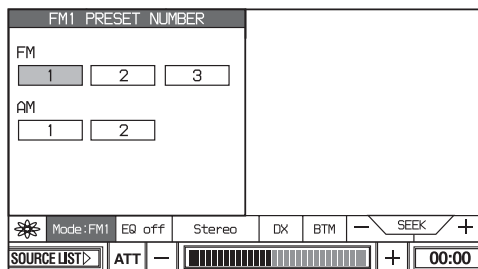 FM1 PRESET NUMBER
FM
1 2 3
AM
1 2
Mode:FM1 EQ off Stereo DX BTM − SEEK +
SOURCE LIST▷ ATT − + 00:00